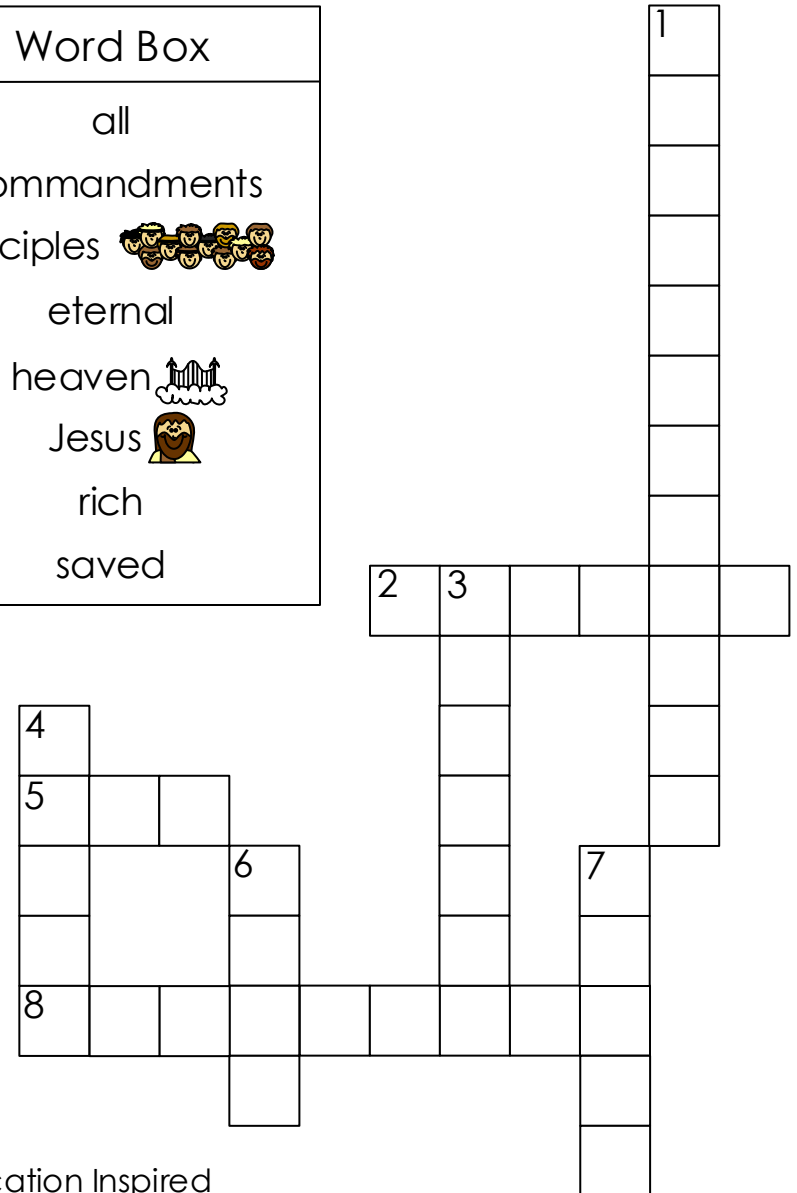 Word Box
all
ommandments
ciples
eternal
heaven
Jesus
rich
saved
1
2 3
4
5
6 7
8
cation Inspired